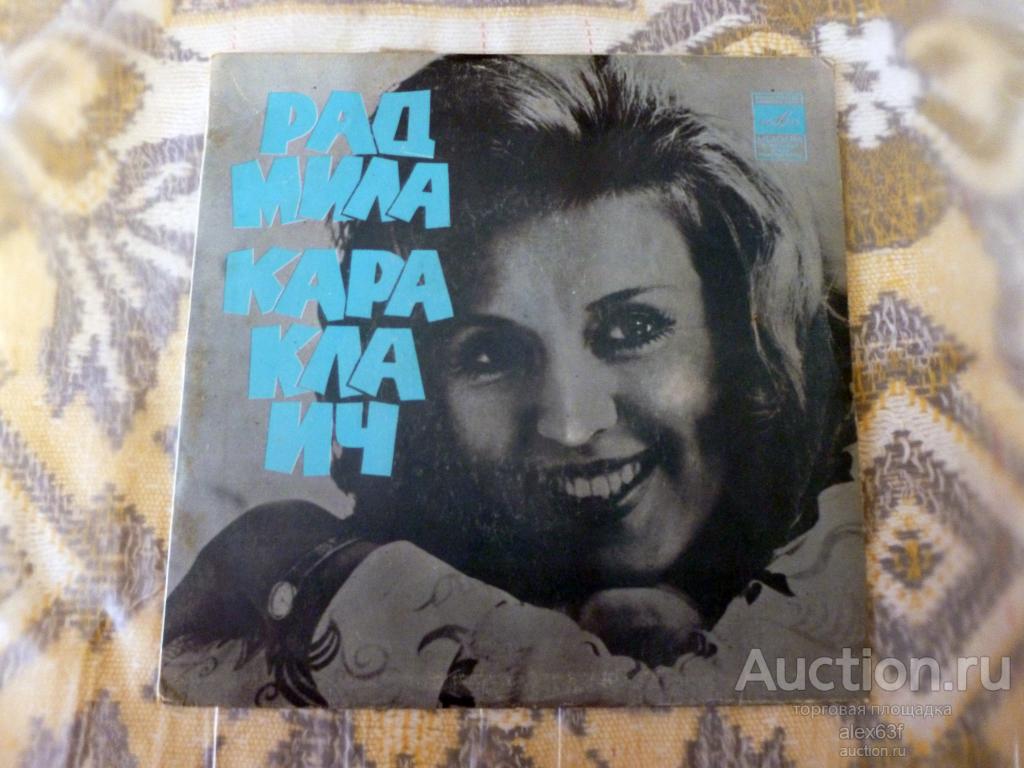 РАД
МИЛА
КАРА
КЛА
ИЧ
Auction.ru
торговая площадка
alex63f
auction.ru